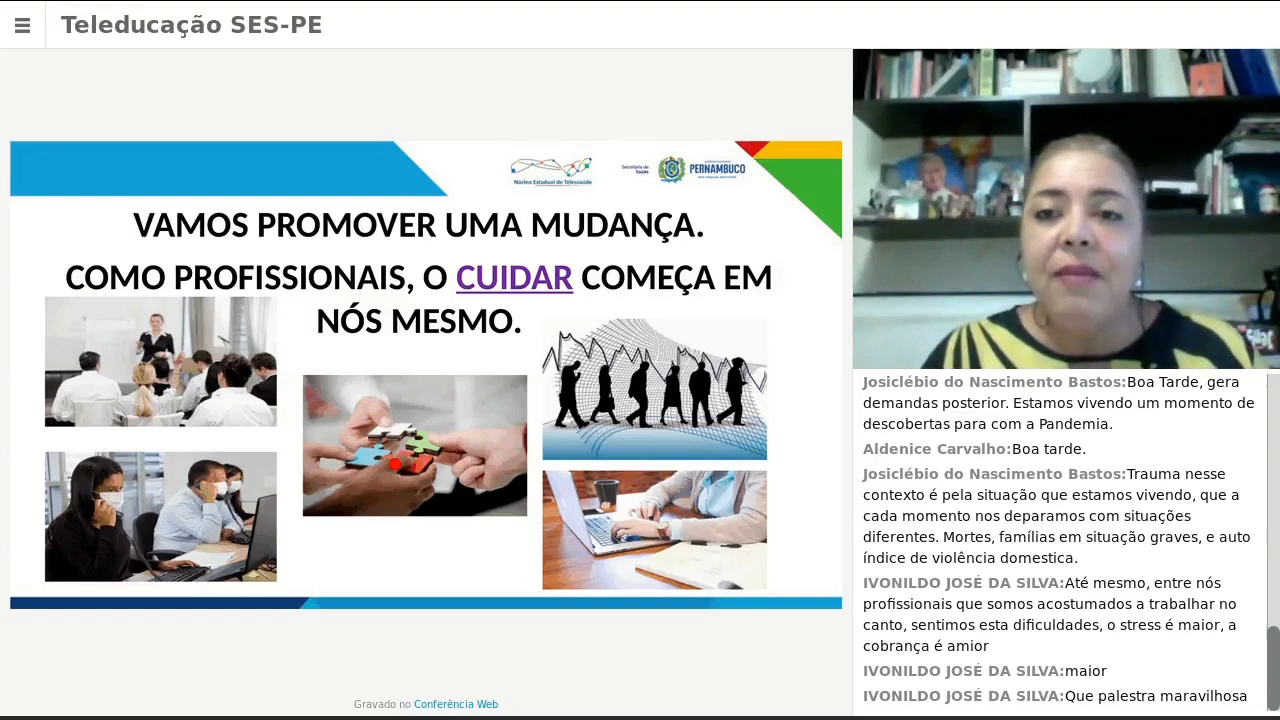 Teleducação SES-PE
Núcleo Estadual de Telessaúde
Secretaria de
Saúde
PERNAMBUCO
VAMOS PROMOVER UMA MUDANÇA.
COMO PROFISSIONAIS, O CUIDAR COMEÇA EM
NÓS MESMO.
Gravado no Conferência Web
Josiclébio do Nascimento Bastos:Boa Tarde, gera
demandas posterior. Estamos vivendo um momento de
descobertas para com a Pandemia.
Aldenice Carvalho:Boa tarde.
Josiclébio do Nascimento Bastos:Trauma nesse
contexto é pela situação que estamos vivendo, que a
cada momento nos deparamos com situações
diferentes. Mortes, famílias em situação graves, e auto
índice de violência domestica.
IVONILDO JOSÉ DA SILVA:Até mesmo, entre nós
profissionais que somos acostumados a trabalhar no
canto, sentimos esta dificuldades, o stress é maior, a
cobrança é amior
IVONILDO JOSÉ DA SILVA:maior
IVONILDO JOSÉ DA SILVA:Que palestra maravilhosa